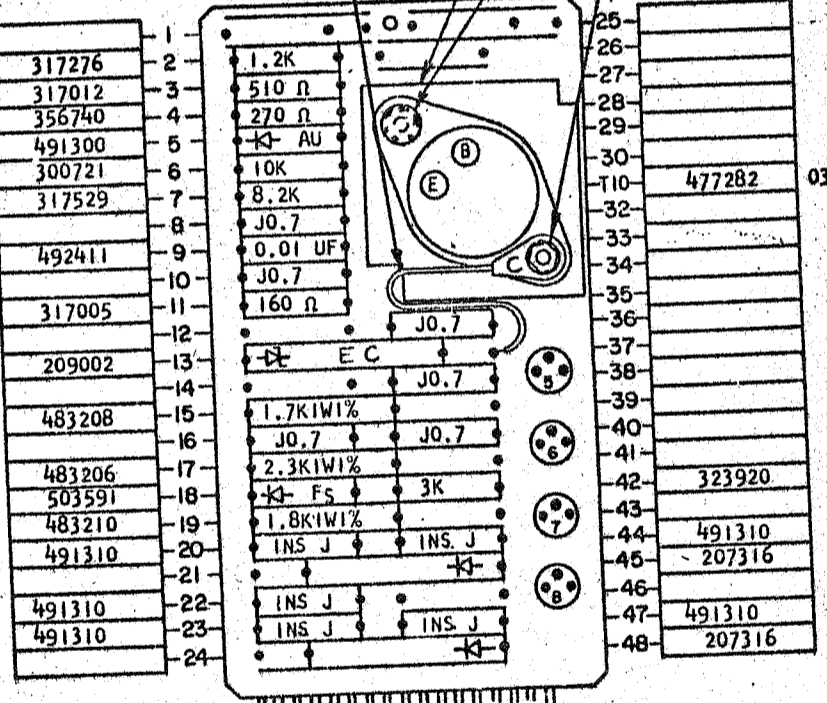 1 25
317276 2 1.2K 26
317012 3 510 Ω 27
356740 4 270 Ω 28
491300 5 AU 29
300721 6 10K B 30
317529 7 8.2K E T10 477282 03
8 J0.7 32
492411 9 0.01 UF 33
10 J0.7 C 34
317005 11 160 Ω 35
12 J0.7 36
209002 13 E C 37
14 J0.7 5 38
483208 15 1.7K1W1% 39
16 J0.7 J0.7 6 40
483206 17 2.3K1W1% 41
503591 18 FS 3K 42 323920
483210 19 1.8K1W1% 7 43
491310 20 INS J INS. J 44 491310
21 45 207316
491310 22 INS J 8 46
491310 23 INS J INS J 47 491310
24 48 207316